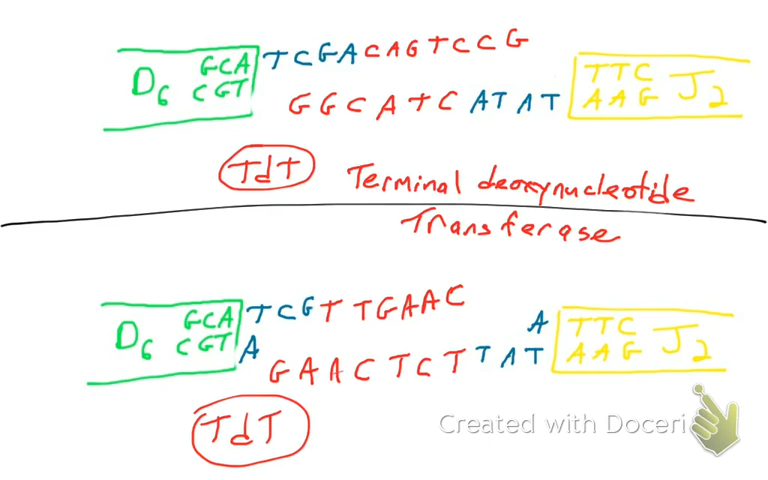 GCA TCGACAGTCCG TTC
D6 CGT GGCATCATAT AAG J2
TdT Terminal deoxynucleotide
Transferase
GCA TCGTTGAAC A TTC
D6 CGT A GAACTCTTAT AAG J2
TdT
Created with Doceri